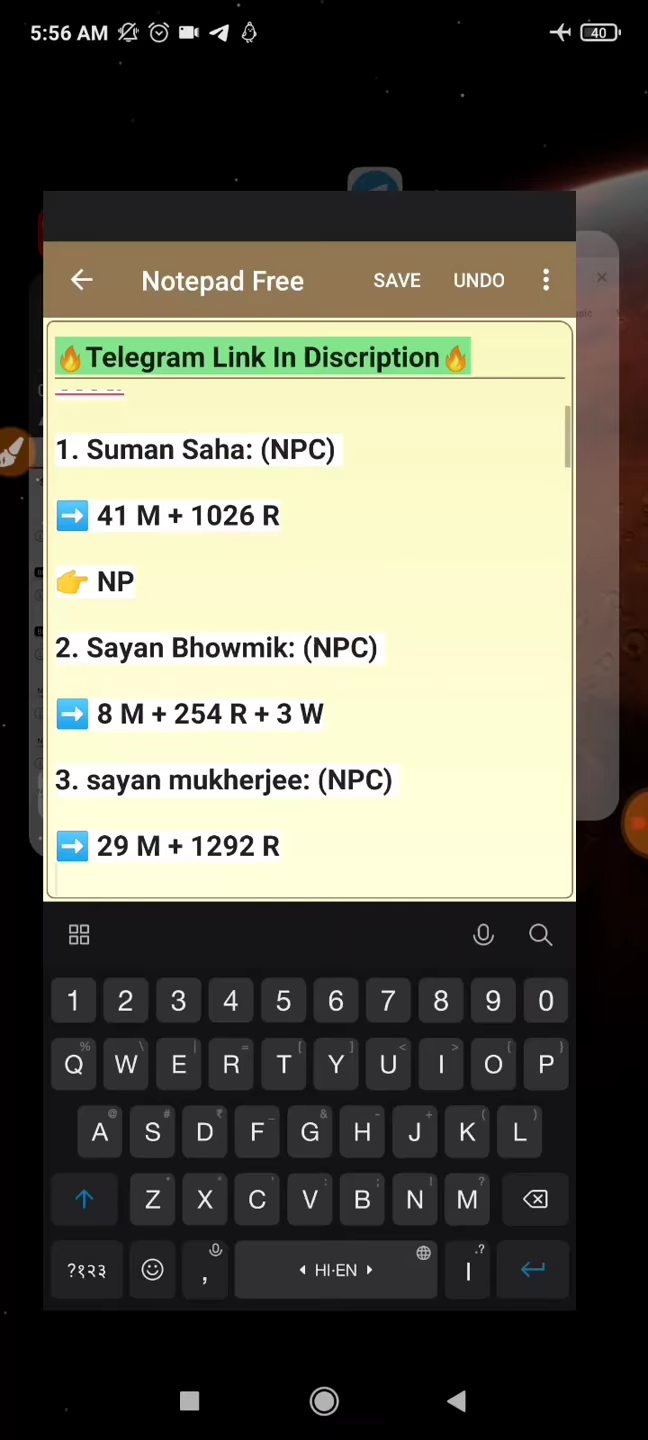 5:56 AM
40
Notepad Free SAVE UNDO
🔥Telegram Link In Discription🔥
1. Suman Saha: (NPC)
➡️ 41 M + 1026 R
👉 NP
2. Sayan Bhowmik: (NPC)
➡️ 8 M + 254 R + 3 W
3. sayan mukherjee: (NPC)
➡️ 29 M + 1292 R
1 2 3 4 5 6 7 8 9 0
% \ | = [ ] < > { }
Q W E R T Y U I O P
@ # ₹ _ & - + ( )
A S D F G H J K L
* " ' : ; ! ?
Z X C V B N M
?१२३ , HI·EN .? |